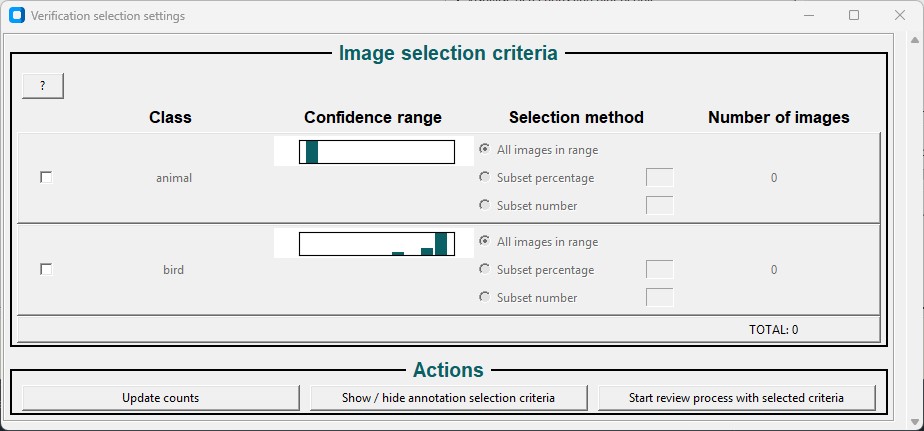 Verification selection settings
Image selection criteria
?
Class Confidence range Selection method Number of images
All images in range
animal Subset percentage 0
Subset number
All images in range
bird Subset percentage 0
Subset number
TOTAL: 0
Actions
Update counts Show / hide annotation selection criteria Start review process with selected criteria